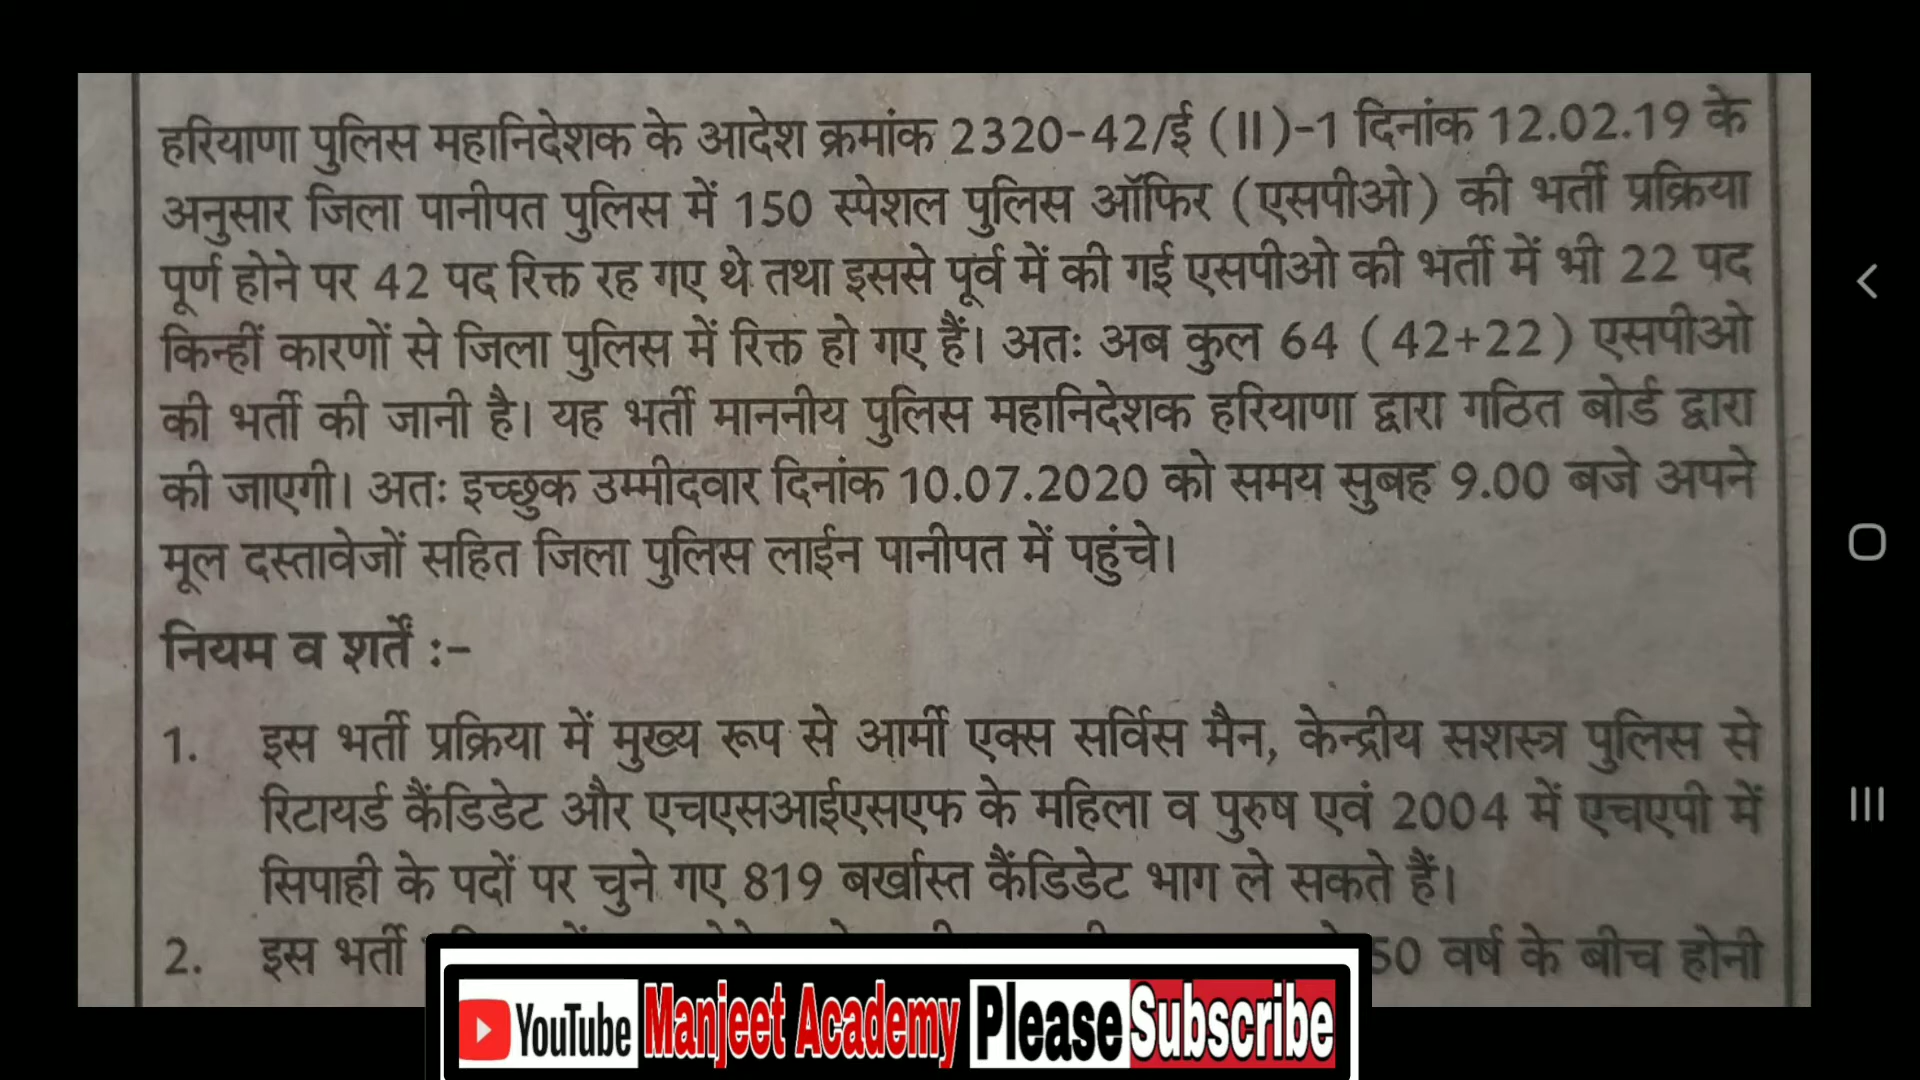 हरियाणा पुलिस महानिदेशक के आदेश क्रमांक 2320-42/ई (II)-1 दिनांक 12.02.19 के
अनुसार जिला पानीपत पुलिस में 150 स्पेशल पुलिस ऑफिर (एसपीओ) की भर्ती प्रक्रिया
पूर्ण होने पर 42 पद रिक्त रह गए थे तथा इससे पूर्व में की गई एसपीओ की भर्ती में भी 22 पद
किन्हीं कारणों से जिला पुलिस में रिक्त हो गए हैं। अतः अब कुल 64 (42+22) एसपीओ
की भर्ती की जानी है। यह भर्ती माननीय पुलिस महानिदेशक हरियाणा द्वारा गठित बोर्ड द्वारा
की जाएगी। अतः इच्छुक उम्मीदवार दिनांक 10.07.2020 को समय सुबह 9.00 बजे अपने
मूल दस्तावेजों सहित जिला पुलिस लाईन पानीपत में पहुंचे।
नियम व शर्तें :-
1. इस भर्ती प्रक्रिया में मुख्य रूप से आर्मी एक्स सर्विस मैन, केन्द्रीय सशस्त्र पुलिस से
रिटायर्ड कैंडिडेट और एचएसआईएसएफ के महिला व पुरुष एवं 2004 में एचएपी में
सिपाही के पदों पर चुने गए 819 बर्खास्त कैंडिडेट भाग ले सकते हैं।
2. इस भर्ती 50 वर्ष के बीच होनी
YouTube Manjeet Academy Please Subscribe